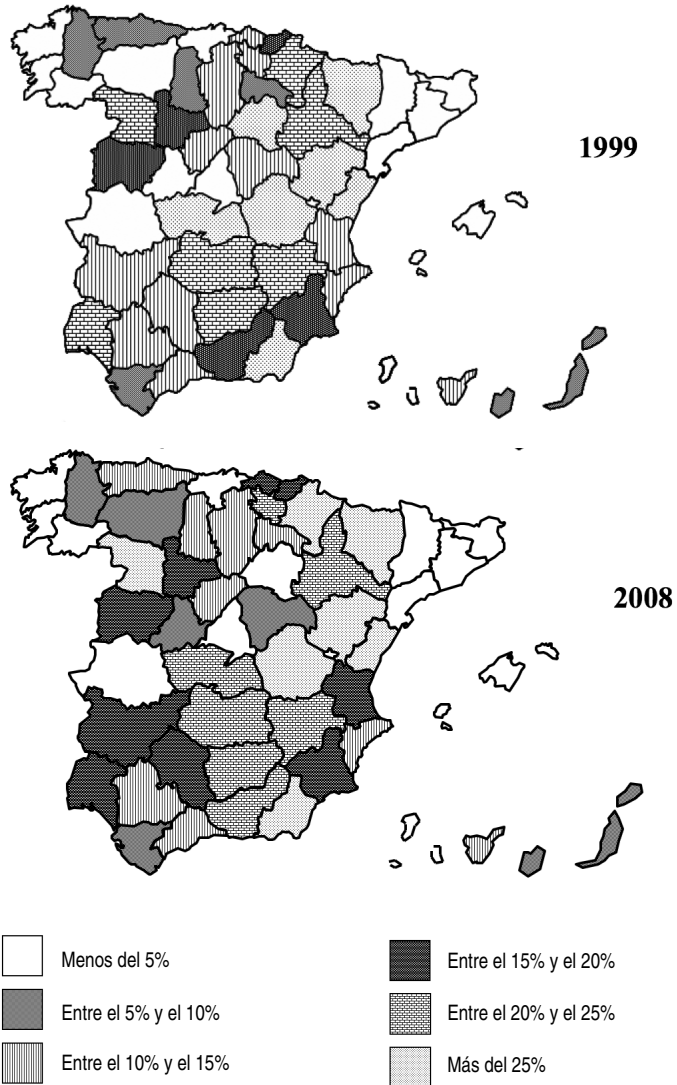 1999
2008
Menos del 5%
Entre el 5% y el 10%
Entre el 10% y el 15%
Entre el 15% y el 20%
Entre el 20% y el 25%
Más del 25%